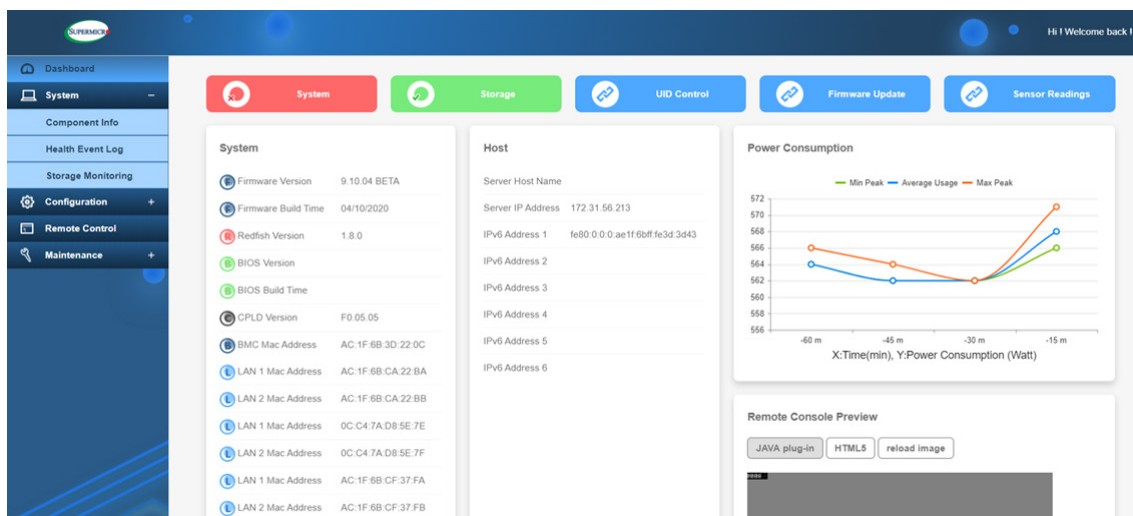 SUPERMICR
Hi ! Welcome back !
Dashboard
System −
Component Info
Health Event Log
Storage Monitoring
Configuration +
Remote Control
Maintenance +
System
Storage
UID Control
Firmware Update
Sensor Readings
System
Firmware Version 9.10.04 BETA
Firmware Build Time 04/10/2020
Redfish Version 1.8.0
BIOS Version
BIOS Build Time
CPLD Version F0.05.05
BMC Mac Address AC:1F:6B:3D:22:0C
LAN 1 Mac Address AC:1F:6B:CA:22:BA
LAN 2 Mac Address AC:1F:6B:CA:22:BB
LAN 1 Mac Address 0C:C4:7A:D8:5E:7E
LAN 2 Mac Address 0C:C4:7A:D8:5E:7F
LAN 1 Mac Address AC:1F:6B:CF:37:FA
LAN 2 Mac Address AC:1F:6B:CF:37:FB
Host
Server Host Name
Server IP Address 172.31.56.213
IPv6 Address 1 fe80:0:0:0:ae1f:6bff:fe3d:3d43
IPv6 Address 2
IPv6 Address 3
IPv6 Address 4
IPv6 Address 5
IPv6 Address 6
Power Consumption
Min Peak Average Usage Max Peak
572
570
568
566
564
562
560
558
556
-60 m -45 m -30 m -15 m
X:Time(min), Y:Power Consumption (Watt)
Remote Console Preview
JAVA plug-in HTML5 reload image